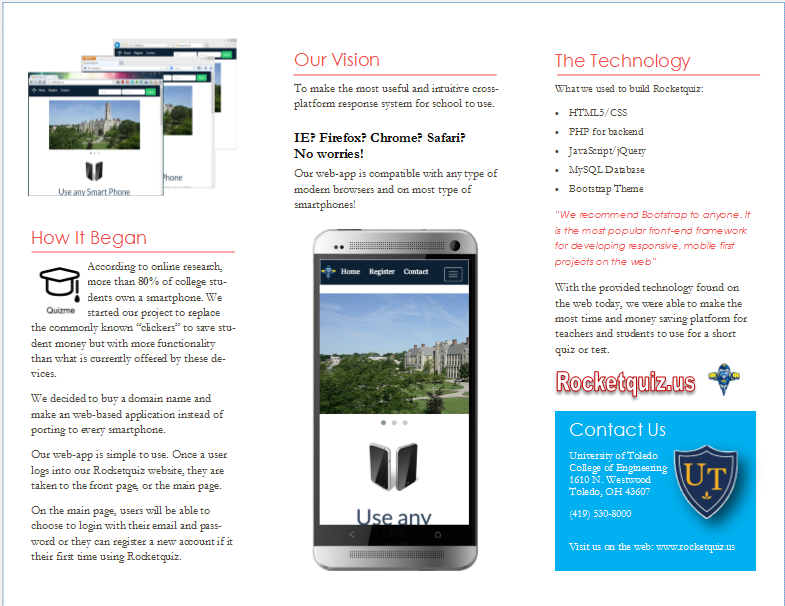 Home Register Contact
Use any Smart Phone
Phone
How It Began
Quizme
According to online research,
more than 80% of college stu-
dents own a smartphone. We
started our project to replace
the commonly known “clickers” to save stu-
dent money but with more functionality
than what is currently offered by these de-
vices.
We decided to buy a domain name and
make an web-based application instead of
porting to every smartphone.
Our web-app is simple to use. Once a user
logs into our Rocketquiz website, they are
taken to the front page, or the main page.
On the main page, users will be able to
choose to login with their email and pass-
word or they can register a new account if it
their first time using Rocketquiz.
Our Vision
To make the most useful and intuitive cross-
platform response system for school to use.
IE? Firefox? Chrome? Safari?
No worries!
Our web-app is compatible with any type of
modern browsers and on most type of
smartphones!
Home Register Contact
Use any
The Technology
What we used to build Rocketquiz:
• HTML5/CSS
• PHP for backend
• JavaScript/jQuery
• MySQL Database
• Bootstrap Theme
"We recommend Bootstrap to anyone. It
is the most popular front-end framework
for developing responsive, mobile first
projects on the web"
With the provided technology found on
the web today, we were able to make the
most time and money saving platform for
teachers and students to use for a short
quiz or test.
Rocketquiz.us
Contact Us
University of Toledo
College of Engineering
1610 N. Westwood
Toledo, OH 43607
(419) 530-8000
UT
Visit us on the web: www.rocketquiz.us